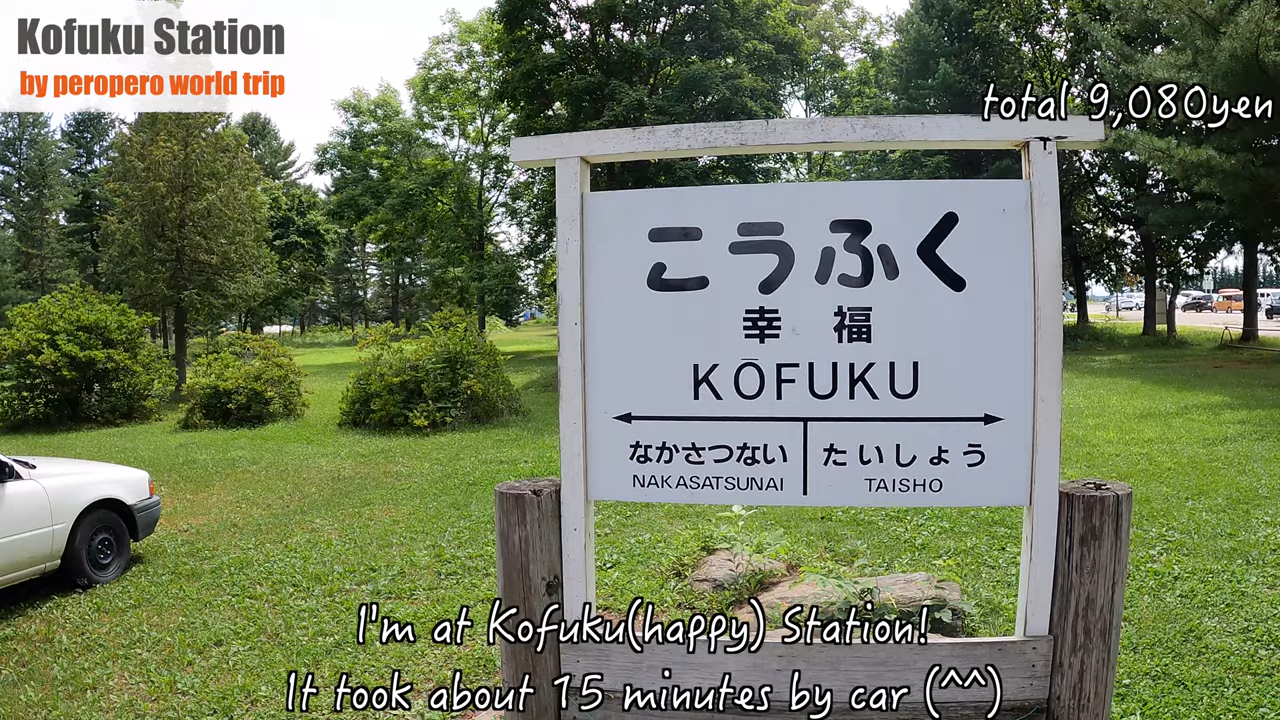 Kofuku Station
by peropero world trip
total 9,080yen
こうふく
幸福
KŌFUKU
なかさつない
たいしょう
NAKASATSUNAI
TAISHO
I'm at Kofuku(happy) Station!
It took about 15 minutes by car (^^)